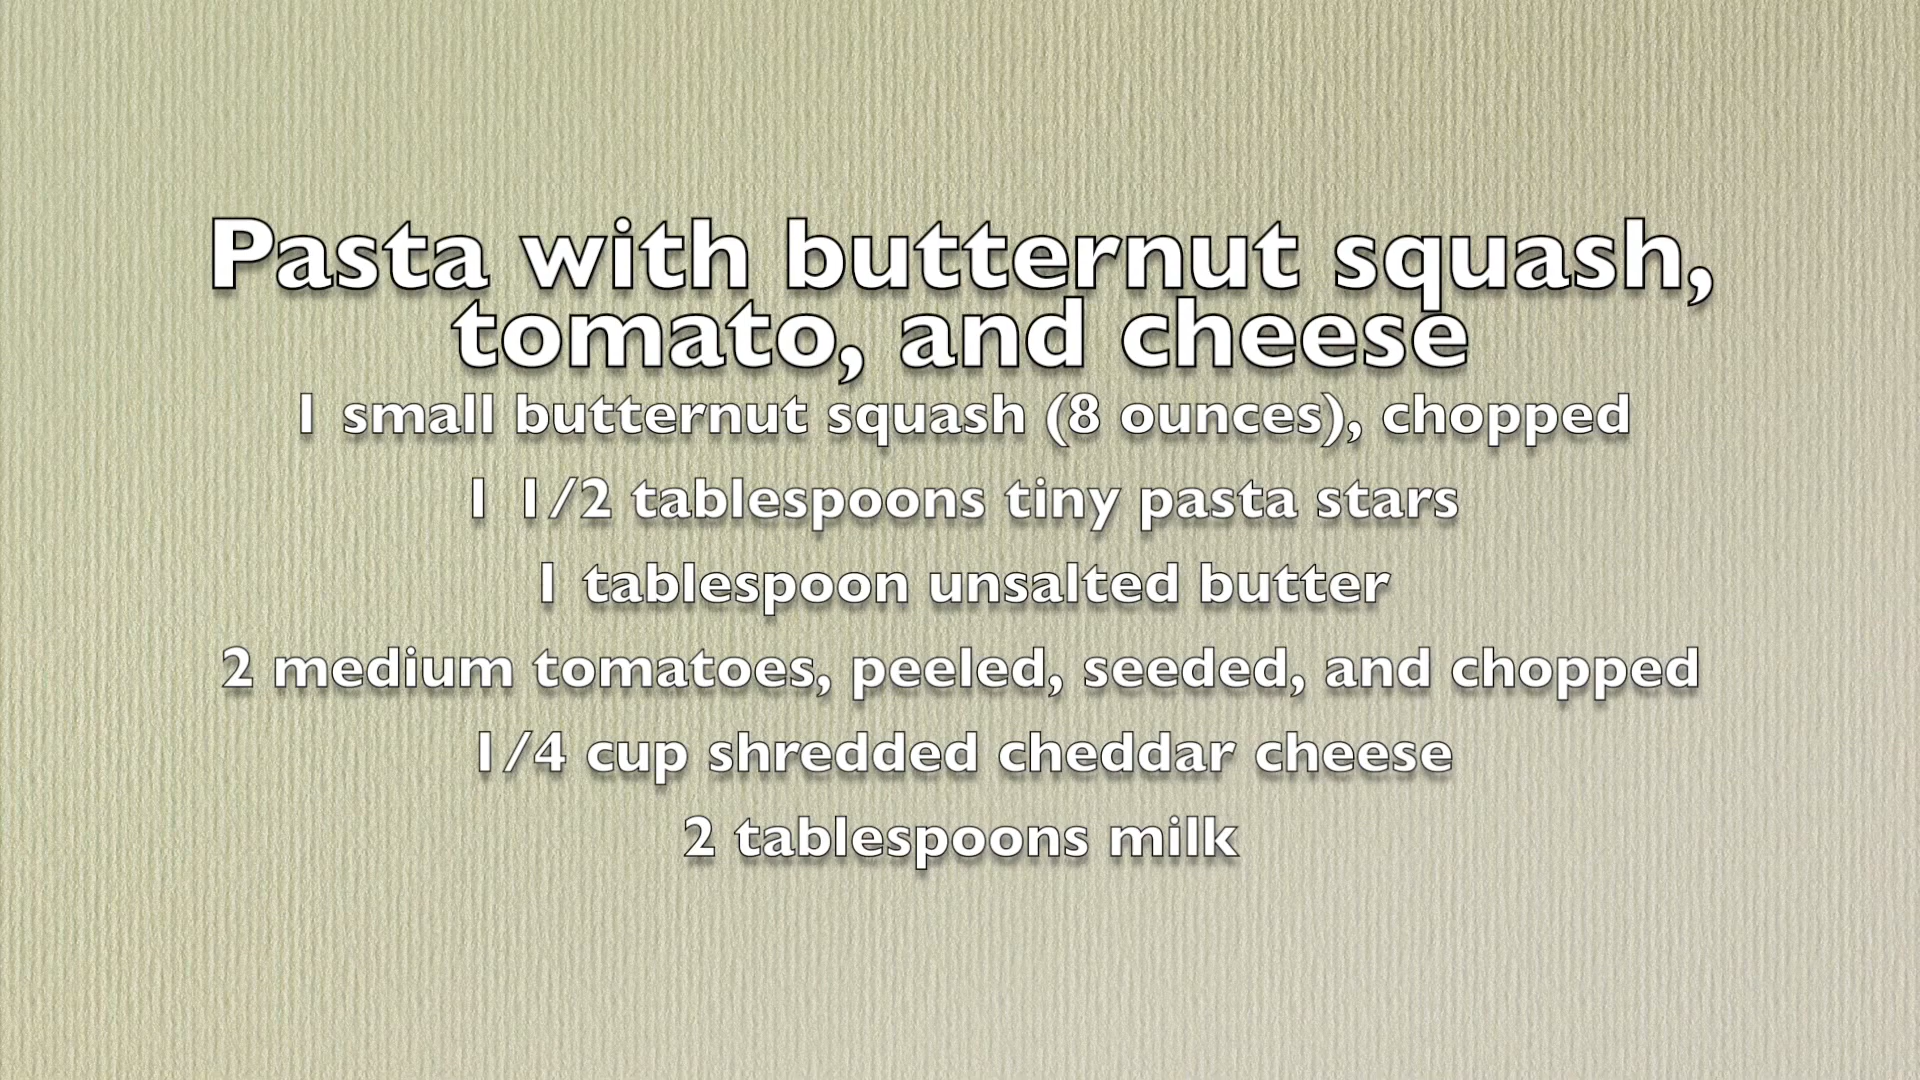 Pasta with butternut squash,
tomato, and cheese
1 small butternut squash (8 ounces), chopped
1 1/2 tablespoons tiny pasta stars
1 tablespoon unsalted butter
2 medium tomatoes, peeled, seeded, and chopped
1/4 cup shredded cheddar cheese
2 tablespoons milk